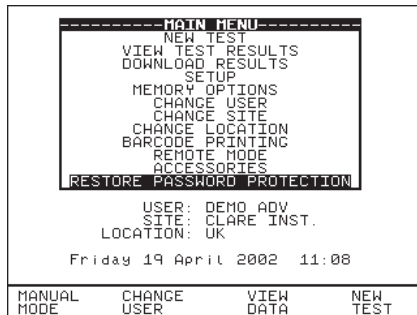 -----------MAIN MENU-----------
NEW TEST
VIEW TEST RESULTS
DOWNLOAD RESULTS
SETUP
MEMORY OPTIONS
CHANGE USER
CHANGE SITE
CHANGE LOCATION
BARCODE PRINTING
REMOTE MODE
ACCESSORIES
RESTORE PASSWORD PROTECTION
USER: DEMO ADV
SITE: CLARE INST.
LOCATION: UK
Friday 19 April 2002 11:08
MANUAL MODE
CHANGE USER
VIEW DATA
NEW TEST